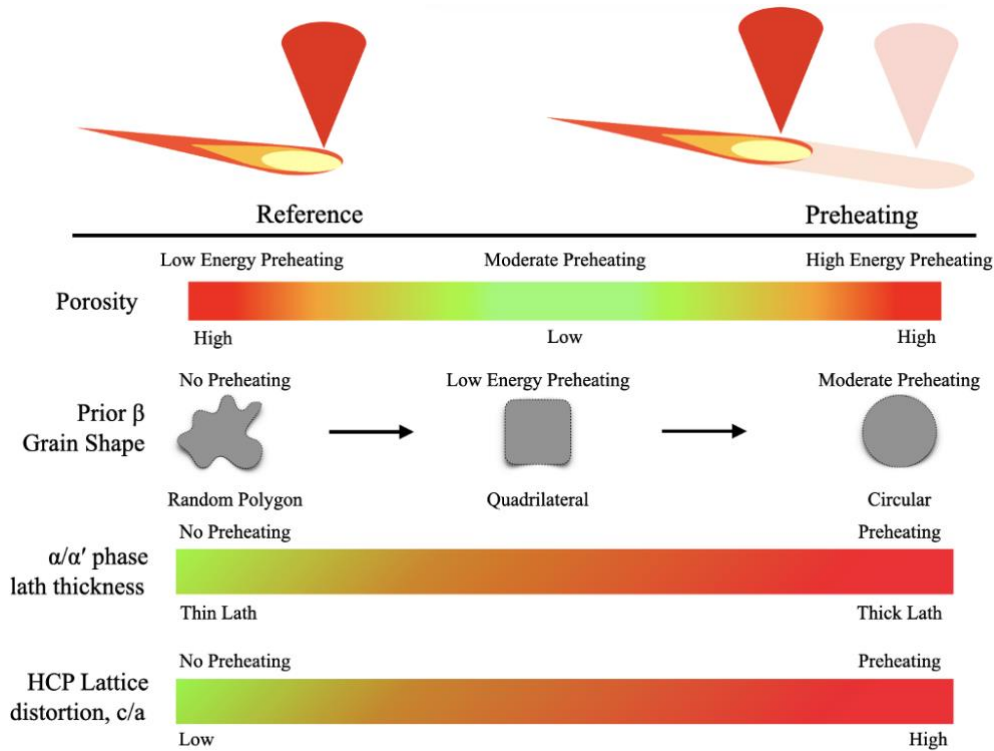 Reference
Preheating
Low Energy Preheating
Moderate Preheating
High Energy Preheating
Porosity
High
Low
High
No Preheating
Low Energy Preheating
Moderate Preheating
Prior β
Grain Shape
Random Polygon
Quadrilateral
Circular
No Preheating
Preheating
α/α′ phase
lath thickness
Thin Lath
Thick Lath
No Preheating
Preheating
HCP Lattice
distortion, c/a
Low
High